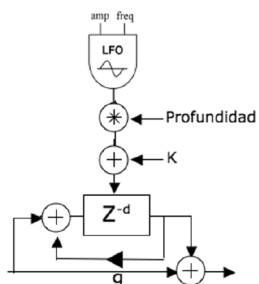 amp freq
LFO
* Profundidad
+ K
Z-d
+
g +